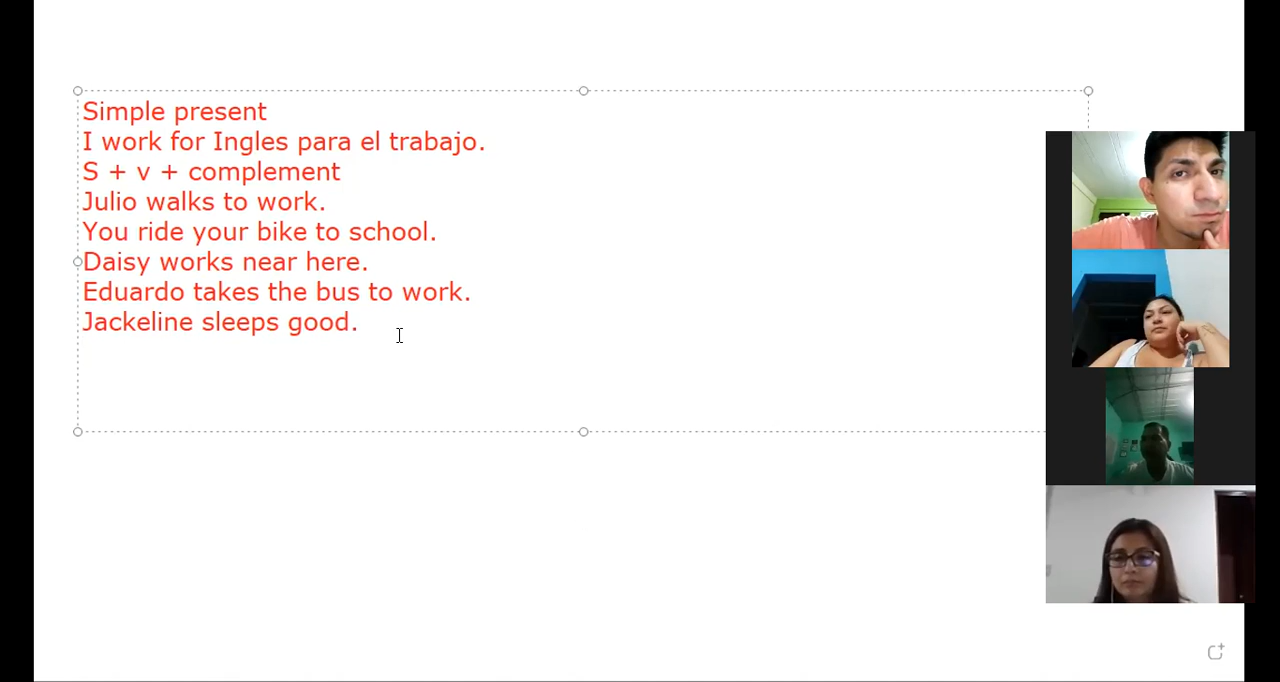 Simple present
I work for Ingles para el trabajo.
S + v + complement
Julio walks to work.
You ride your bike to school.
Daisy works near here.
Eduardo takes the bus to work.
Jackeline sleeps good.